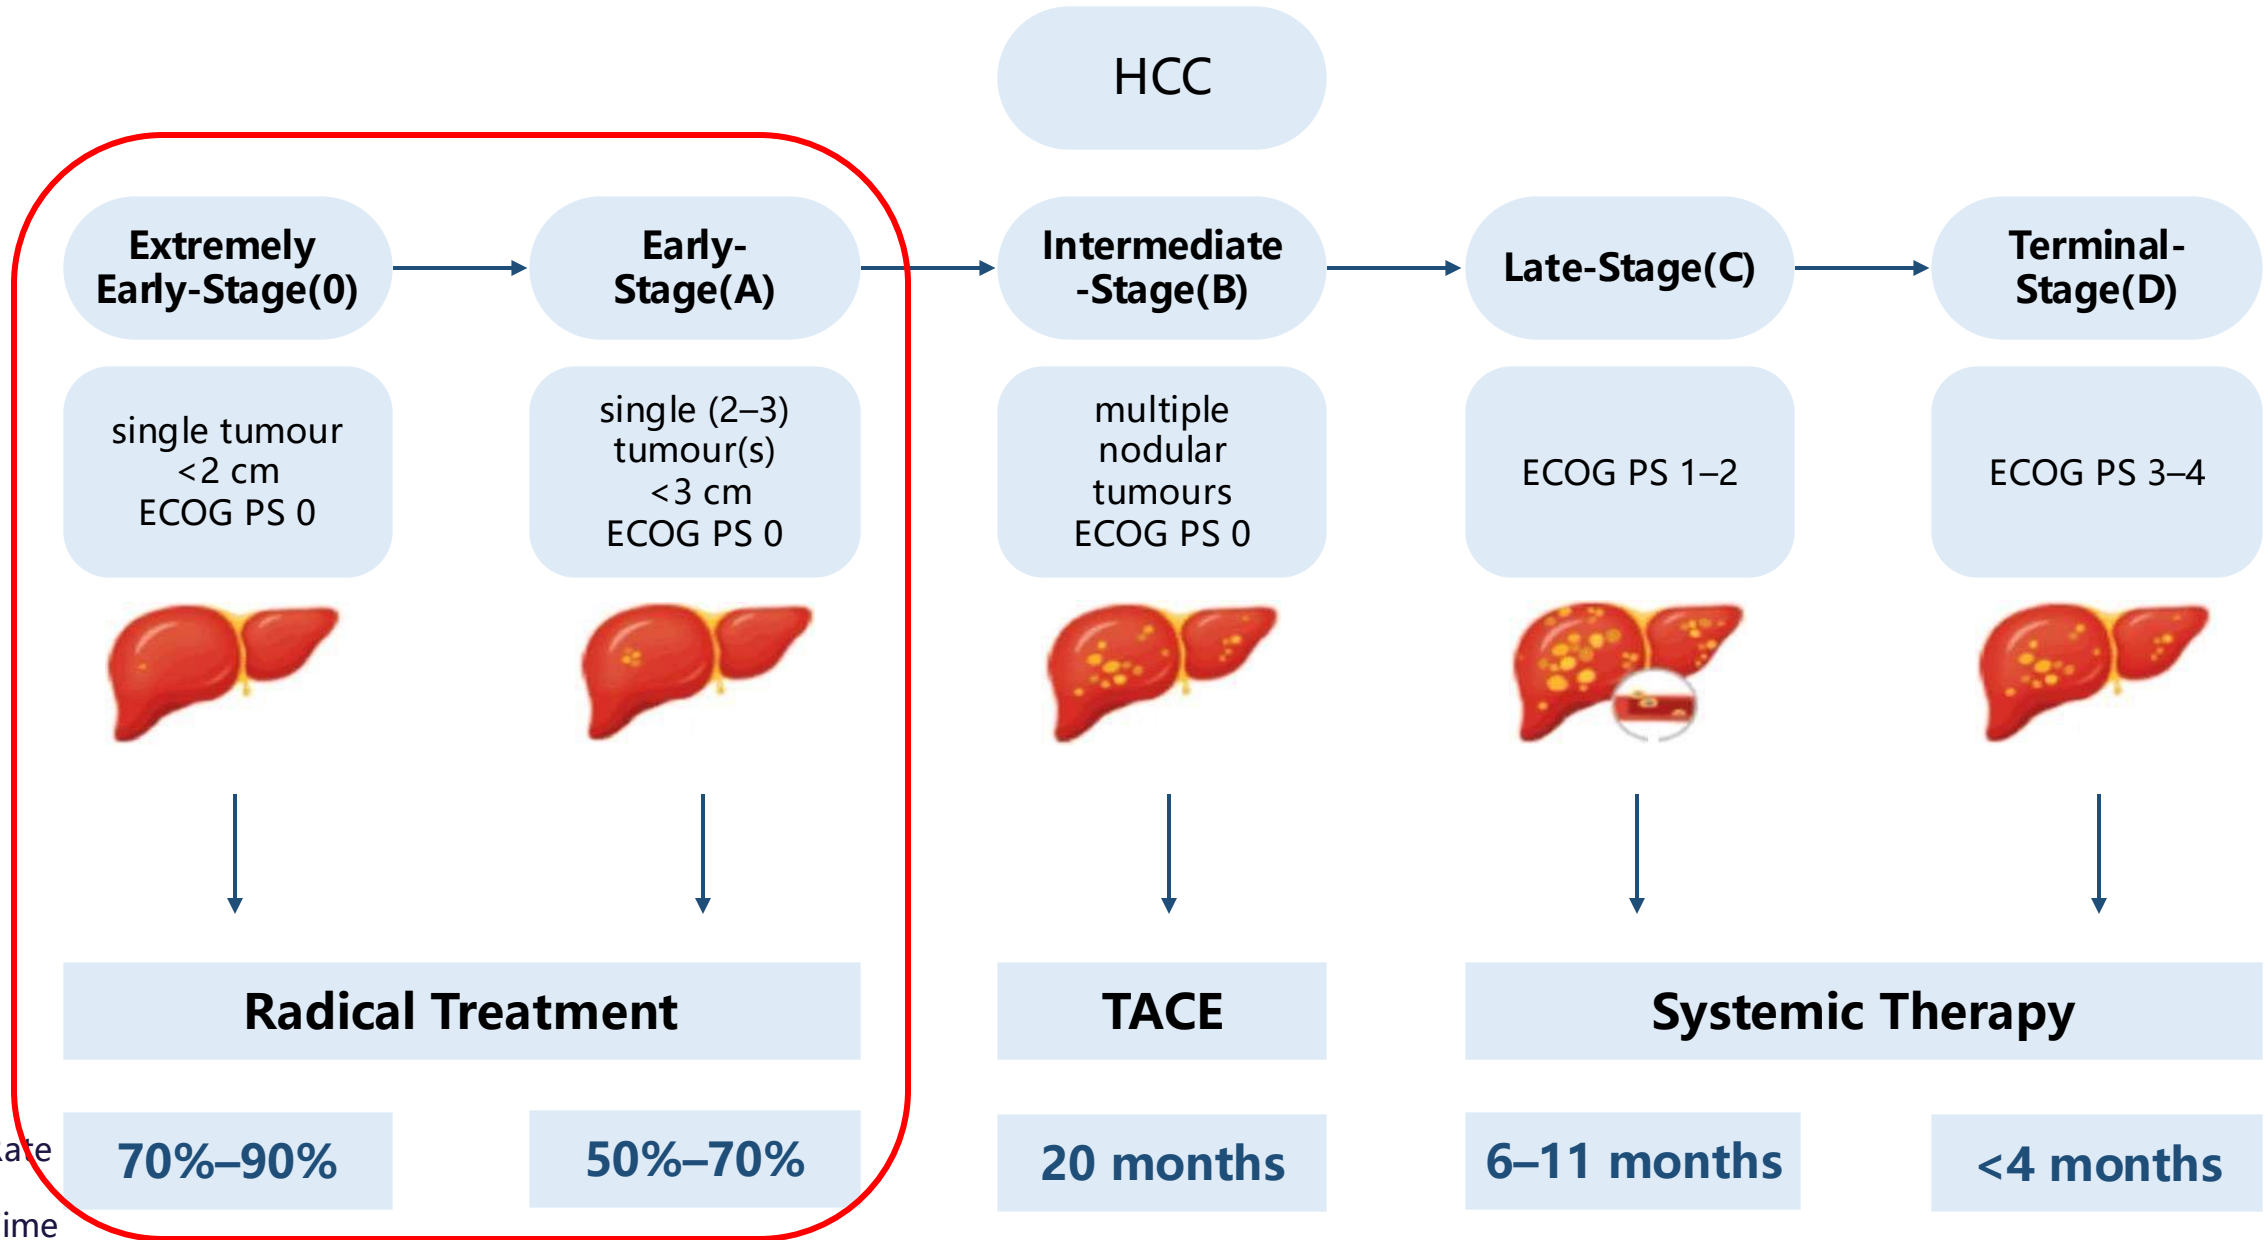 HCC
Extremely
Early-Stage(0)
Early-
Stage(A)
Intermediate
-Stage(B)
Late-Stage(C)
Terminal-
Stage(D)
single tumour
<2 cm
ECOG PS 0
single (2–3)
tumour(s)
<3 cm
ECOG PS 0
multiple
nodular
tumours
ECOG PS 0
ECOG PS 1–2
ECOG PS 3–4
Radical Treatment
TACE
Systemic Therapy
70%–90%
50%–70%
20 months
6–11 months
<4 months